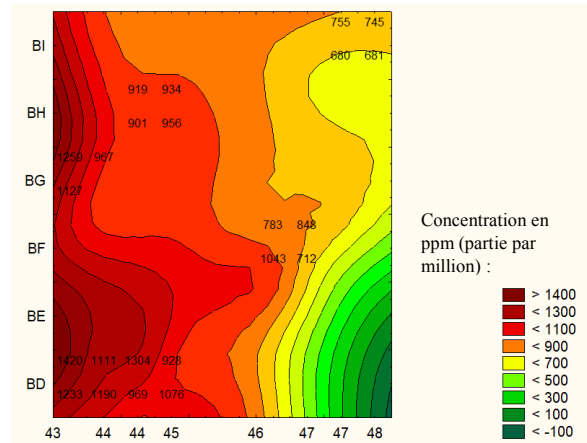 755 745
BI
680 681
919 934
BH
901 956
1259 967
BG
1127
783 848
BF
1043 712
BE
1420 1111 1304 928
BD
1233 1190 969 1076
43 44 44 45 46 47 47 48
Concentration en
ppm (partie par
million) :
> 1400
< 1300
< 1100
< 900
< 700
< 500
< 300
< 100
< -100